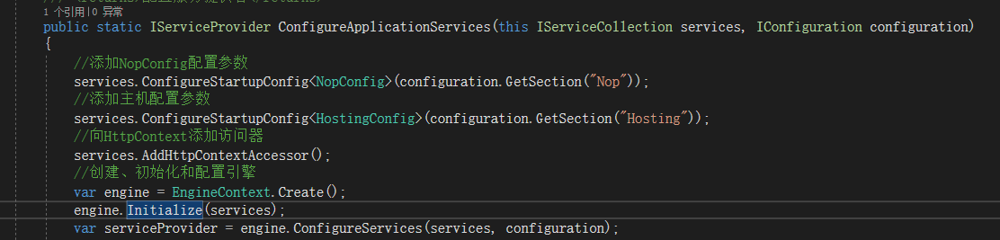 1 个引用|0 异常
public static IServiceProvider ConfigureApplicationServices(this IServiceCollection services, IConfiguration configuration)
{
//添加NopConfig配置参数
services.ConfigureStartupConfig<NopConfig>(configuration.GetSection("Nop"));
//添加主机配置参数
services.ConfigureStartupConfig<HostingConfig>(configuration.GetSection("Hosting"));
//向HttpContext添加访问器
services.AddHttpContextAccessor();
//创建、初始化和配置引擎
var engine = EngineContext.Create();
engine.Initialize(services);
var serviceProvider = engine.ConfigureServices(services, configuration);